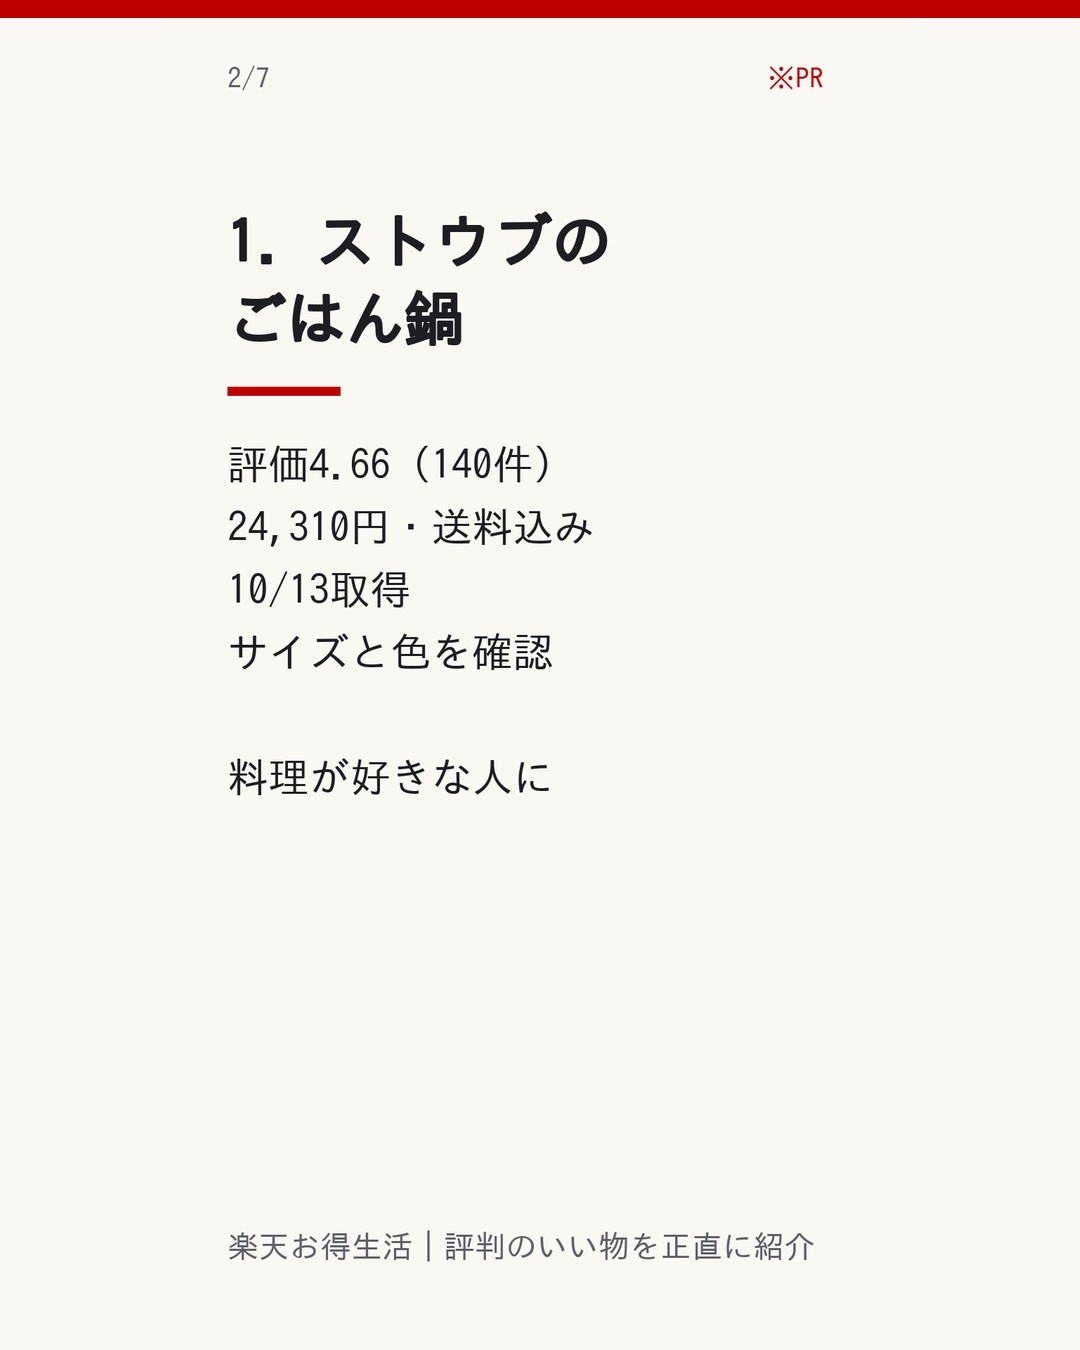 2/7
※PR
1. ストウブの
ごはん鍋
評価4.66（140件）
24,310円・送料込み
10/13取得
サイズと色を確認
料理が好きな人に
楽天お得生活｜評判のいい物を正直に紹介